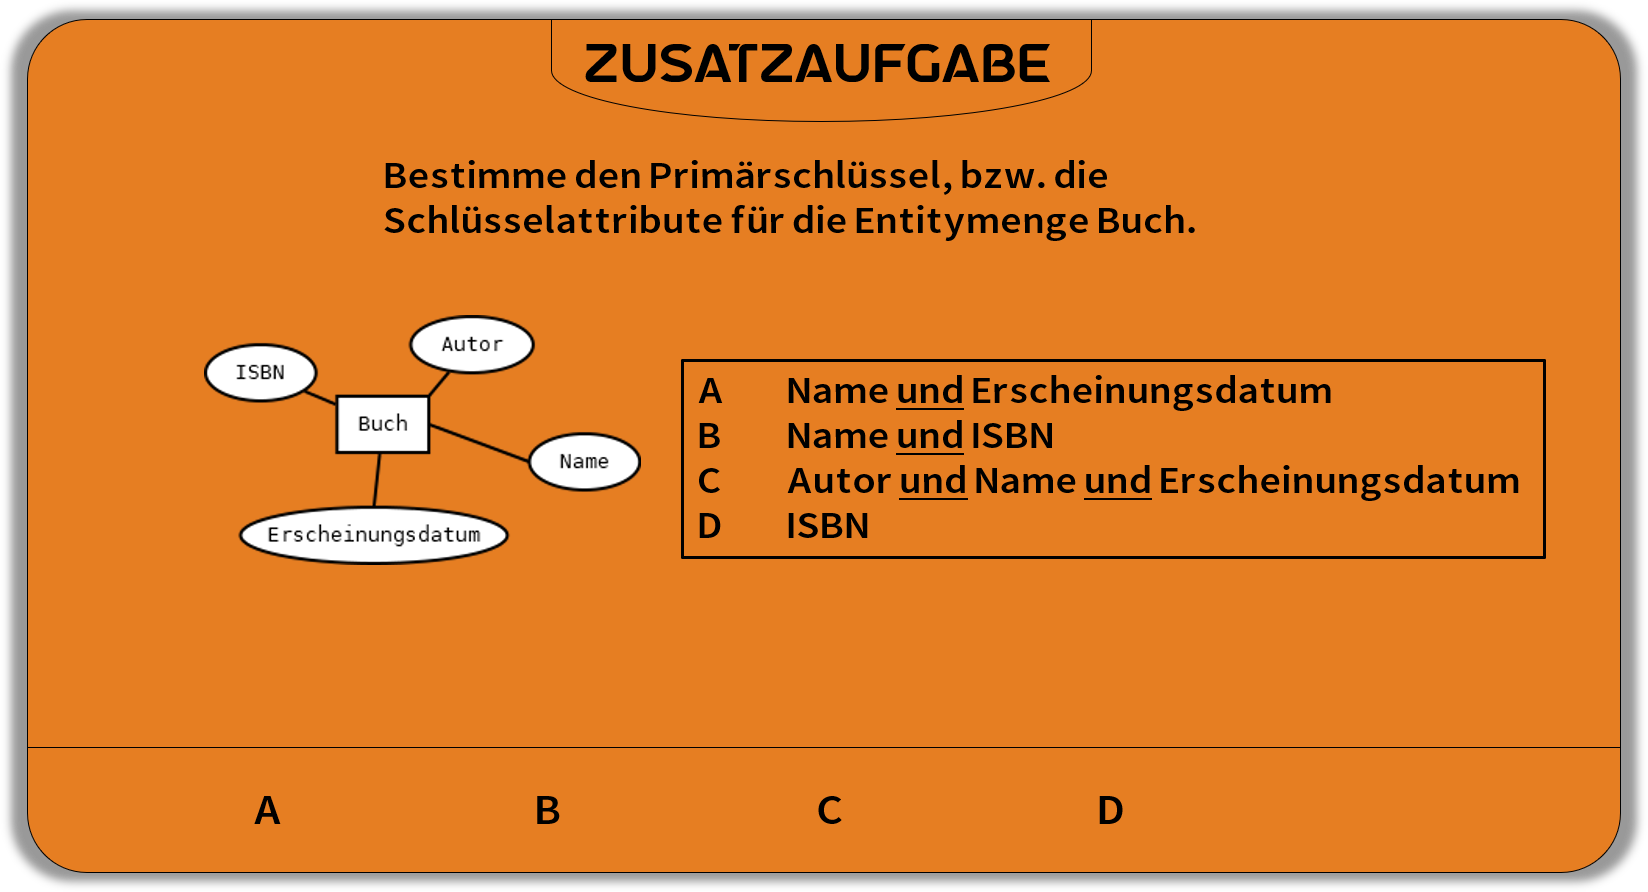 ZUSATZAUFGABE
Bestimme den Primärschlüssel, bzw. die
Schlüsselattribute für die Entitymenge Buch.
Autor
ISBN
Buch
Name
Erscheinungsdatum
A Name und Erscheinungsdatum
B Name und ISBN
C Autor und Name und Erscheinungsdatum
D ISBN
A B C D